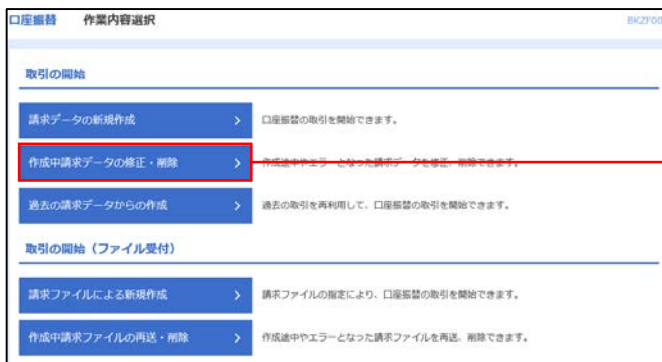 口座振替 作業内容選択 BKZF00
取引の開始
請求データの新規作成 口座振替の取引を開始できます。
作成中請求データの修正・削除 作成途中やエラーとなった請求データを修正、削除できます。
過去の請求データからの作成 過去の取引を再利用して、口座振替の取引を開始できます。
取引の開始（ファイル受付）
請求ファイルによる新規作成 請求ファイルの指定により、口座振替の取引を開始できます。
作成中請求ファイルの再送・削除 作成途中やエラーとなった請求ファイルを再送、削除できます。